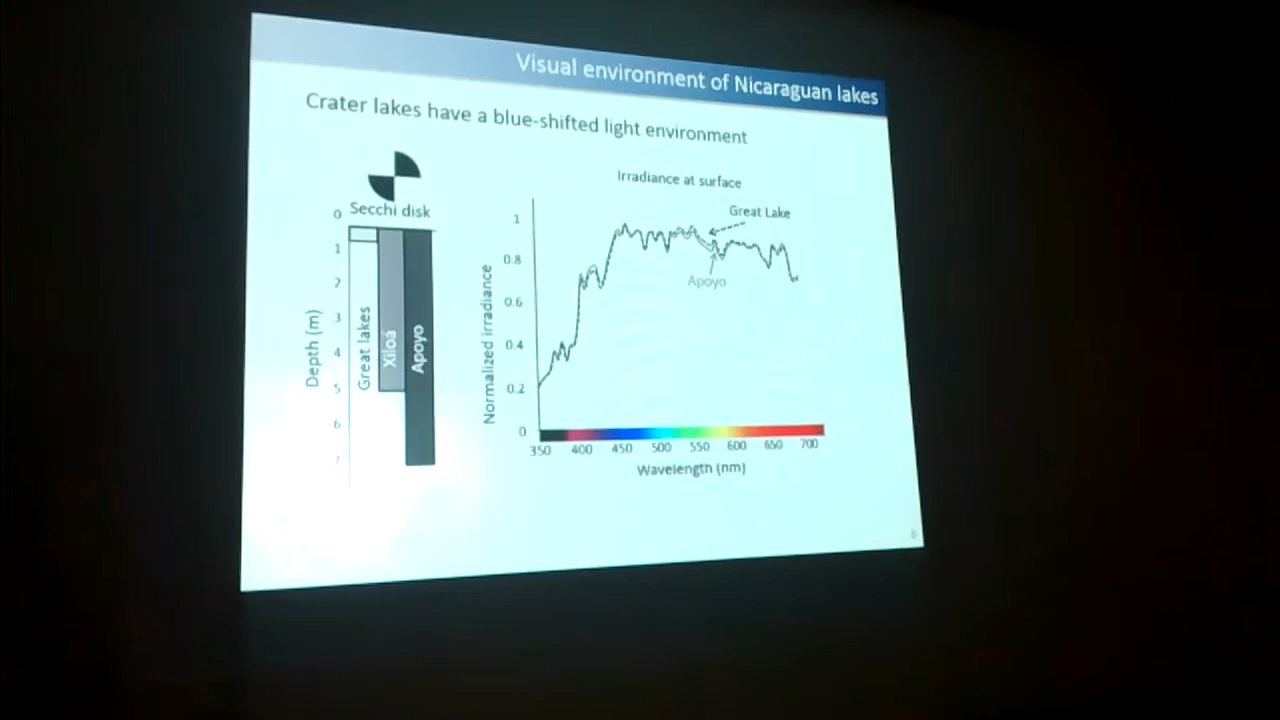 Visual environment of Nicaraguan lakes
Crater lakes have a blue-shifted light environment
Secchi disk
0
1
2
3
4
5
6
7
Depth (m)
Great lakes
Xiloá
Apoyo
Irradiance at surface
Great Lake
Apoyo
1
0.8
0.6
0.4
0.2
0
Normalized irradiance
350 400 450 500 550 600 650 700
Wavelength (nm)
6